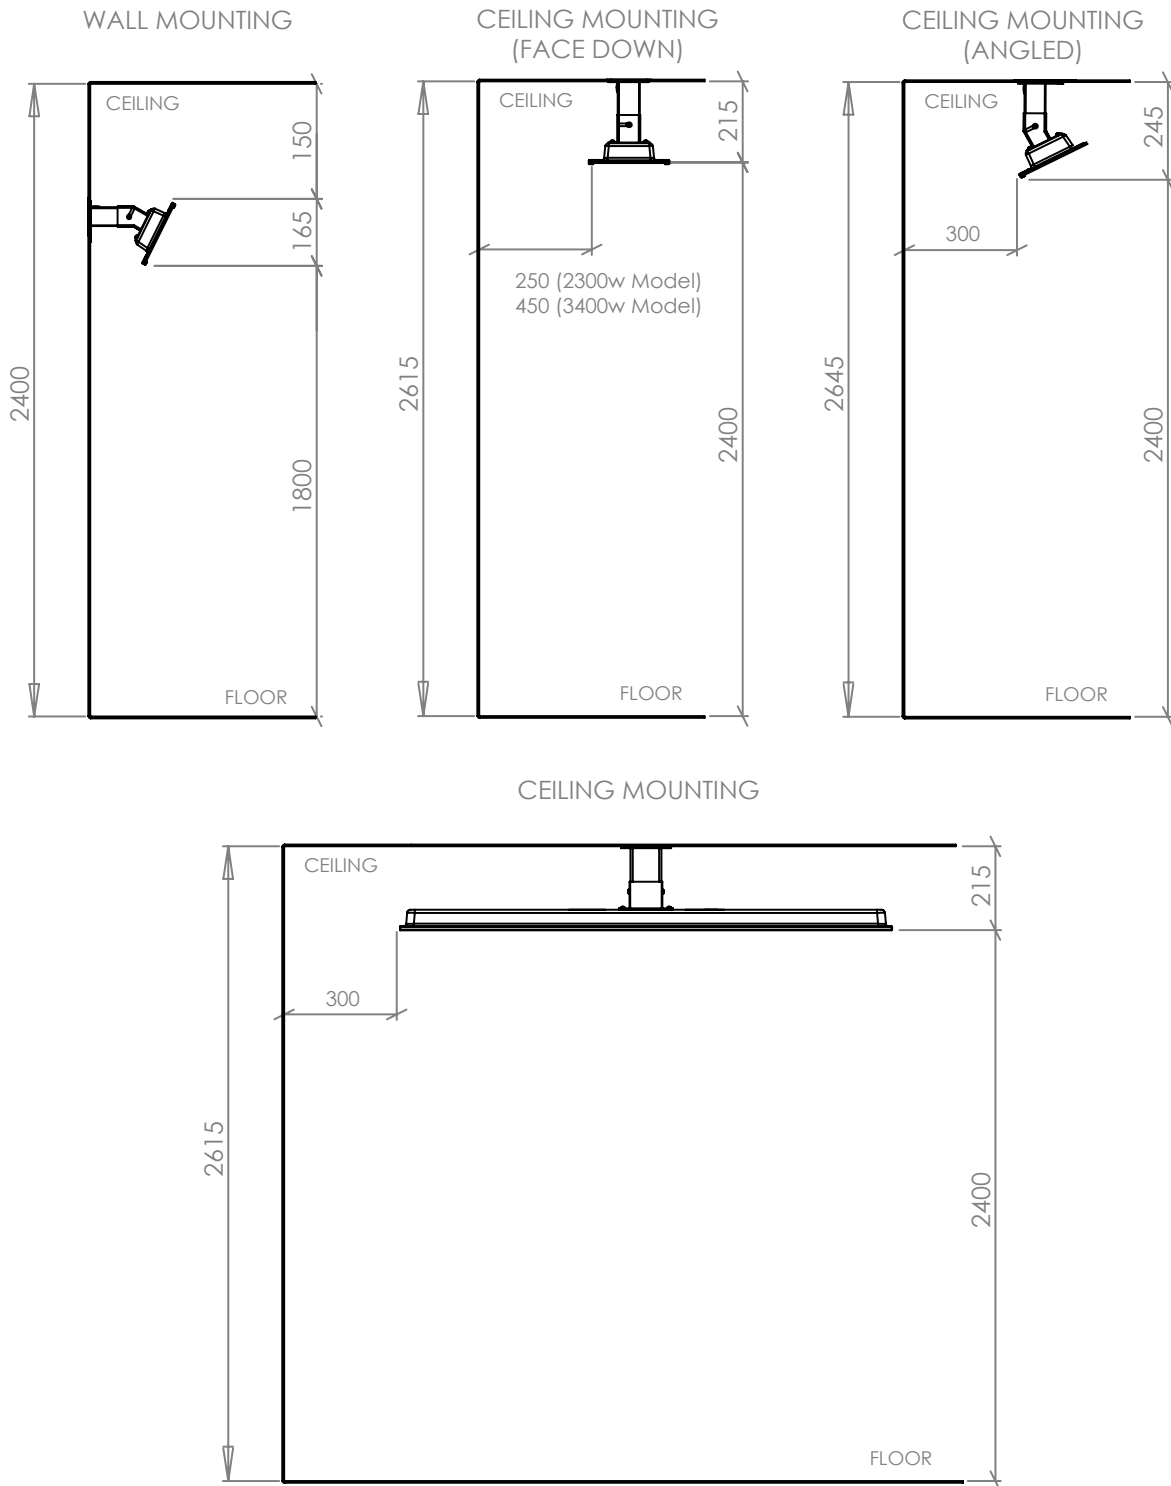 WALL MOUNTING
CEILING
150
165
2400
1800
FLOOR
CEILING MOUNTING
(FACE DOWN)
CEILING
215
250 (2300w Model)
450 (3400w Model)
2615
2400
FLOOR
CEILING MOUNTING
(ANGLED)
CEILING
245
300
2645
2400
FLOOR
CEILING MOUNTING
CEILING
215
300
2615
2400
FLOOR